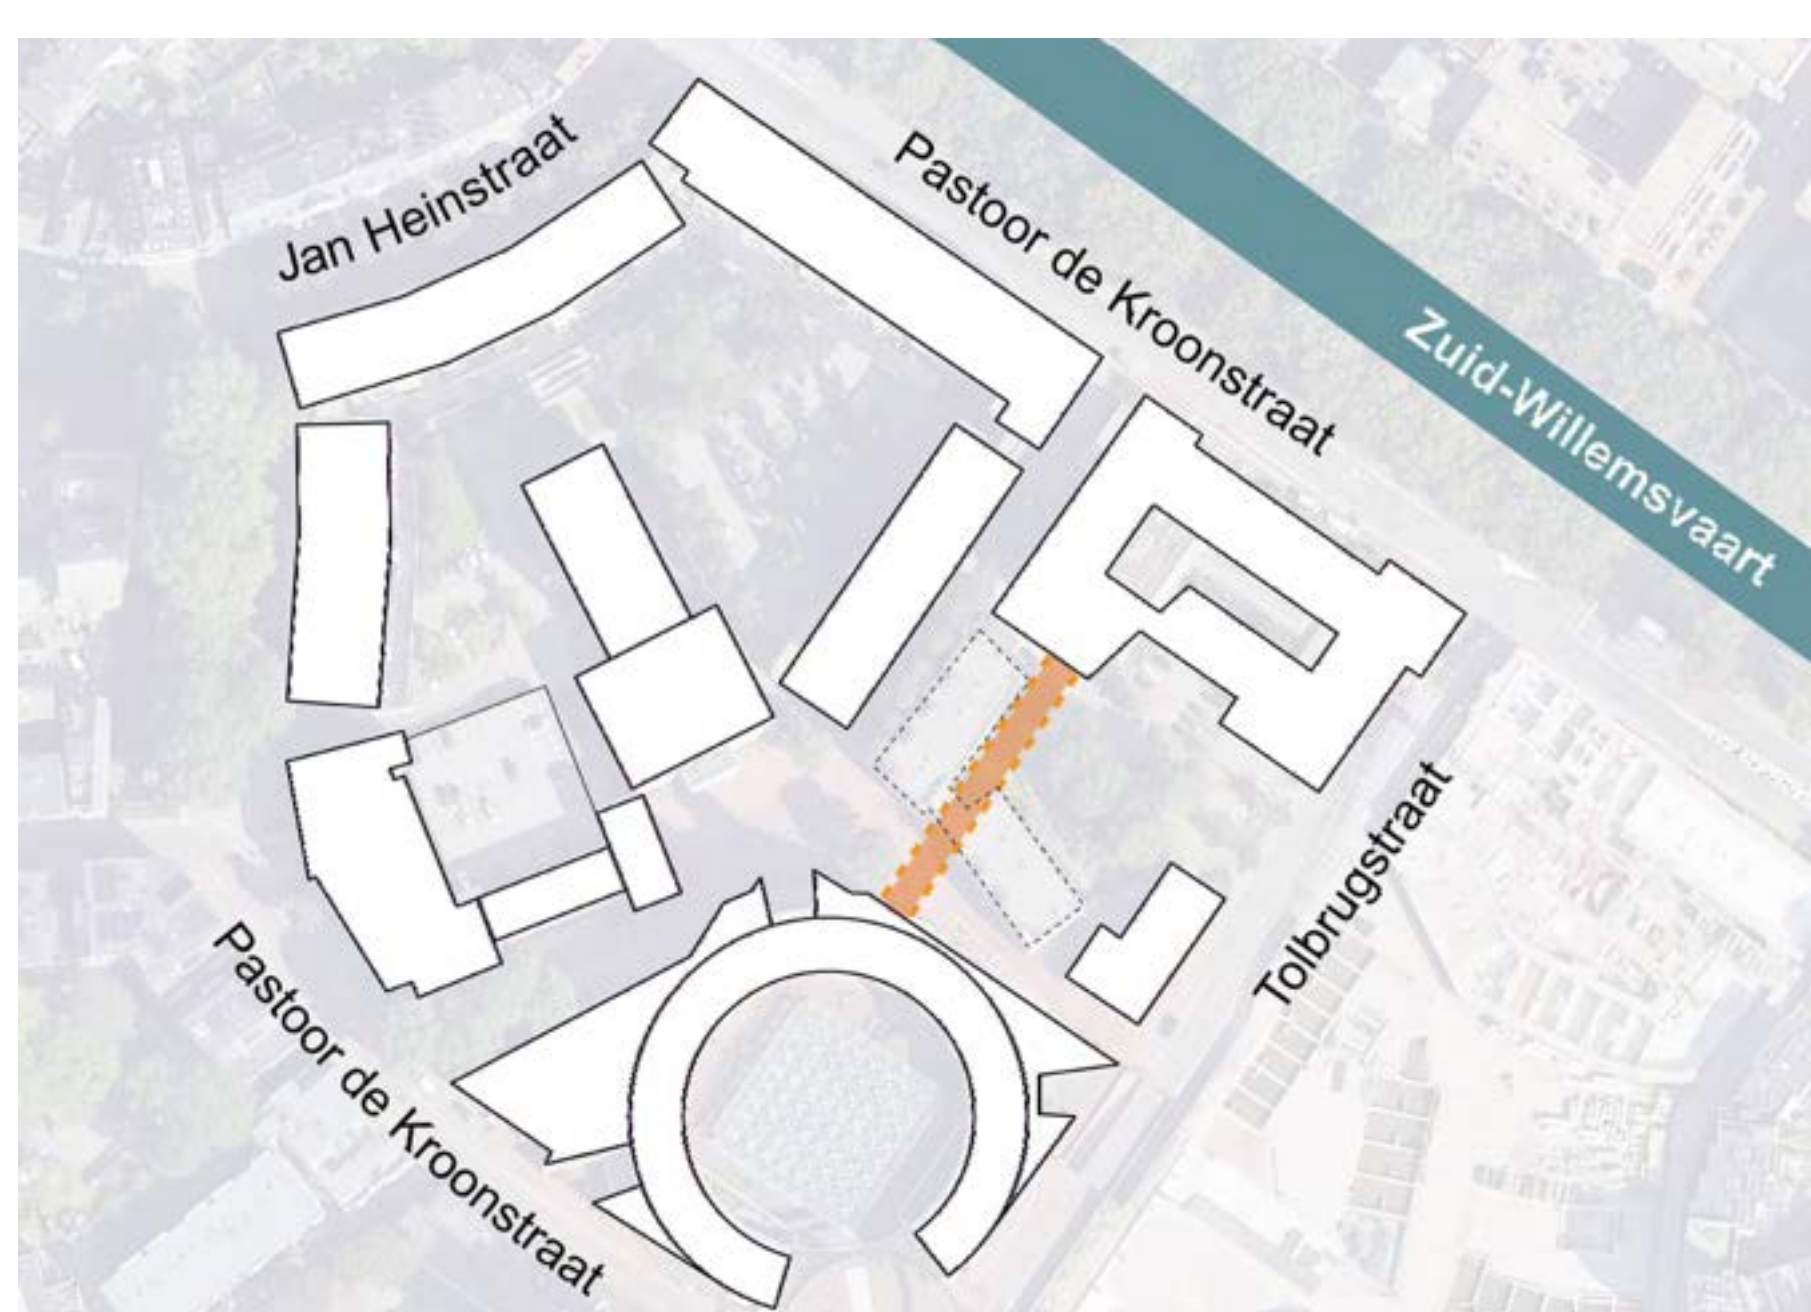 Jan Heinstraat
Pastoor de Kroonstraat
Zuid-Willemsvaart
Tolbrugstraat
Pastoor de Kroonstraat